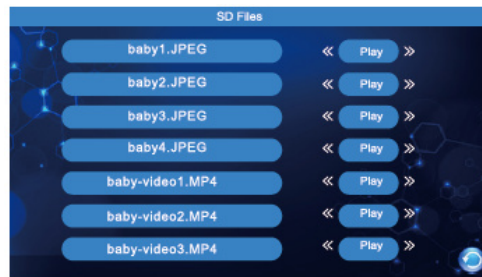 SD Files
baby1.JPEG « Play »
baby2.JPEG « Play »
baby3.JPEG « Play »
baby4.JPEG « Play »
baby-video1.MP4 « Play »
baby-video2.MP4 « Play »
baby-video3.MP4 « Play »